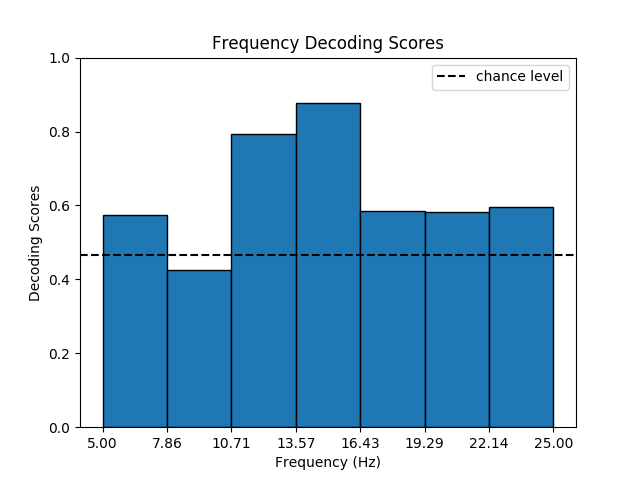 Frequency Decoding Scores
chance level
1.0
0.8
0.6
0.4
0.2
0.0
Decoding Scores
5.00 7.86 10.71 13.57 16.43 19.29 22.14 25.00
Frequency (Hz)